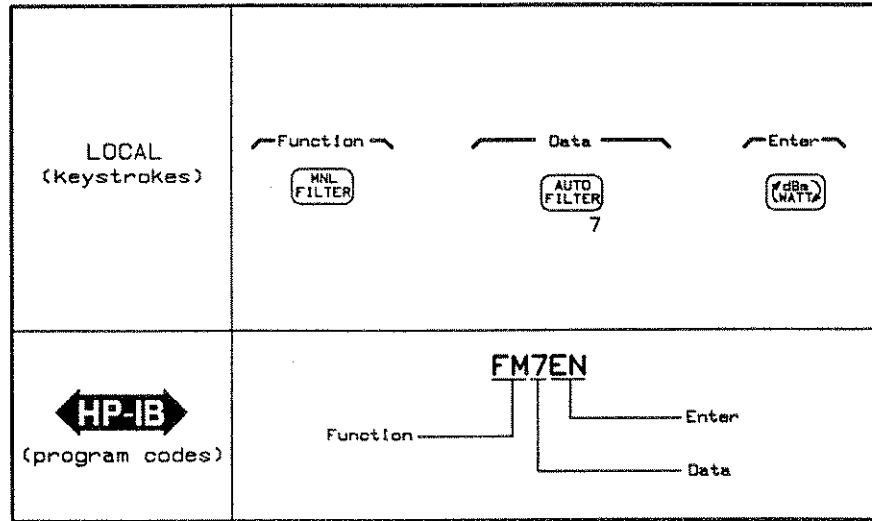 LOCAL
(keystrokes)
Function
Data
Enter
MNL
FILTER
AUTO
FILTER
7
dBm
WATT
HP-IB
(program codes)
FM7EN
Function
Enter
Data